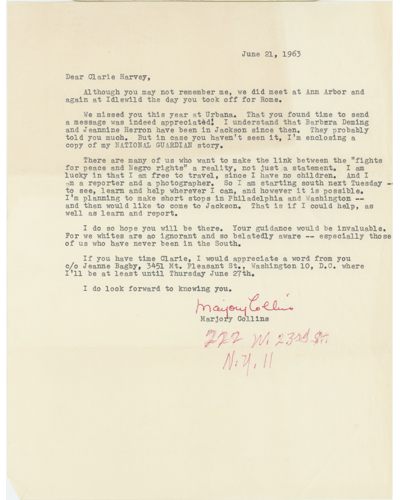 June 21, 1963
Dear Clarie Harvey,
Although you may not remember me, we did meet at Ann Arbor and
again at Idlewild the day you took off for Rome.
We missed you this year at Urbana. That you found time to send
a message was indeed appreciated! I understand that Barbara Deming
and Jeannine Herron have been in Jackson since then. They probably
told you much. But in case you haven't seen it, I'm enclosing a
copy of my NATIONAL GUARDIAN story.
There are many of us who want to make the link between the "fights
for peace and Negro rights" a reality, not just a statement. I am
lucky in that I am free to travel, since I have no children. And I
am a reporter and a photographer. So I am starting south next Tuesday --
to see, learn and help wherever I can, and however it is possible.
I'm planning to make short stops in Philadelphia and Washington --
and then would like to come to Jackson. That is if I could help, as
well as learn and report.
I do so hope you will be there. Your guidance would be invaluable.
For we whites are so ignorant and so belatedly aware -- especially those
of us who have never been in the South.
If you have time Clarie, I would appreciate a word from you
c/o Jeanne Bagby, 3451 Mt. Pleasant St., Washington 10, D.C. where
I'll be at least until Thursday June 27th.
I do look forward to knowing you.
Marjory Collins
Marjory Collins
222 W. 23rd St.
N.Y. 11